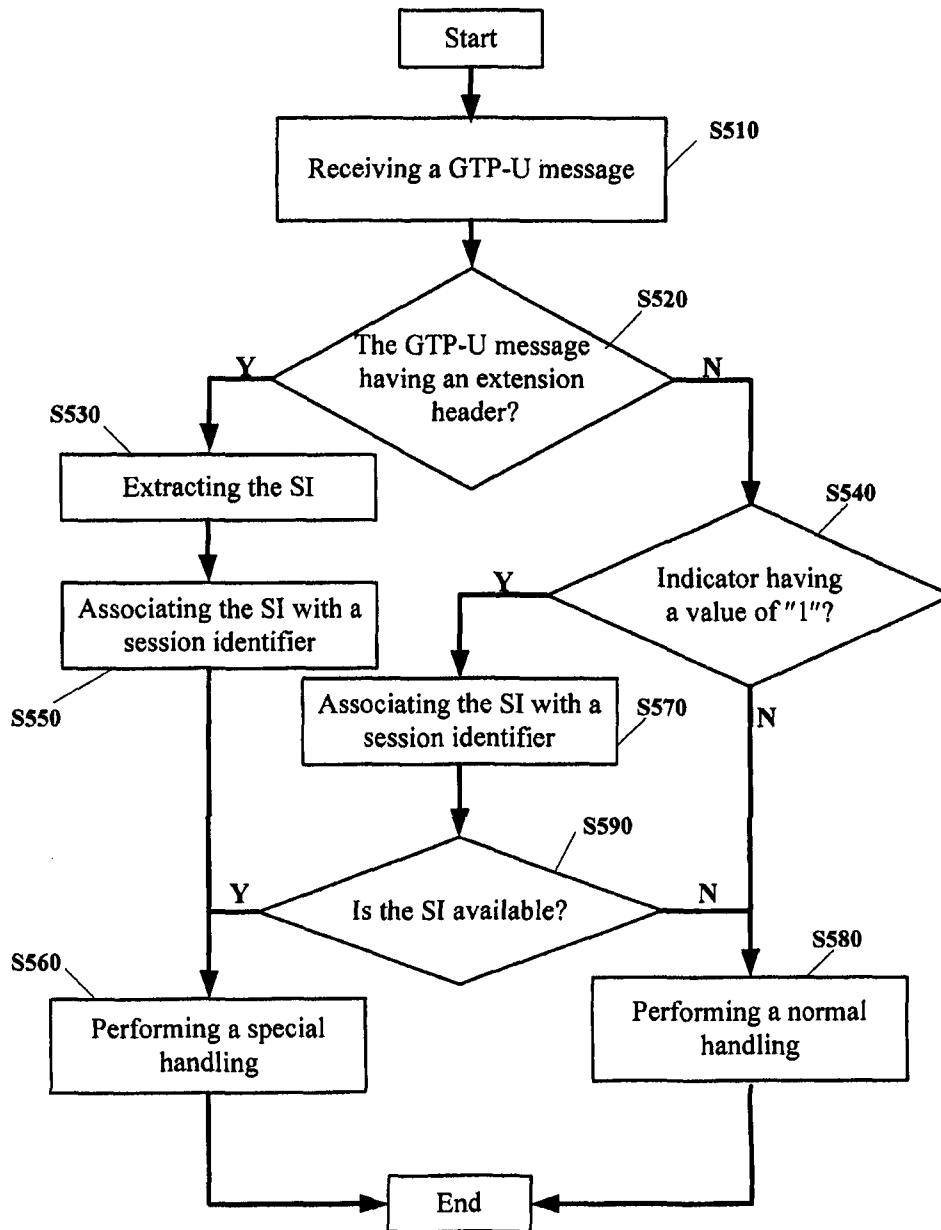 Start
S510
Receiving a GTP-U message
S520
The GTP-U message
having an extension
header?
Y
N
S530
Extracting the SI
S540
Indicator having
a value of "1"?
Y
N
Associating the SI with a
session identifier
S550
Associating the SI with a
session identifier
S570
S590
Is the SI available?
Y
N
S560
Performing a special
handling
S580
Performing a normal
handling
End